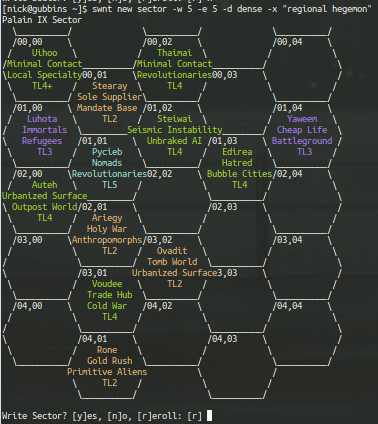 [nick@gubbins ~]$ swnt new sector -w 5 -e 5 -d dense -x "regional hegemon"
Palain IX Sector
00,00 00,02 00,04
Uihoo Thaimai
Minimal Contact Minimal Contact
Local Specialty 00,01 Revolutionaries 00,03
TL4+ Stearay TL4
Sole Supplier
01,00 Mandate Base 01,02 01,04
Luhota TL2 Steiwai Yaweem
Immortals Seismic Instability Cheap Life
Refugees 01,01 Unbraked AI 01,03 Battleground
TL3 Pycieb TL4 Edirea TL3
Nomads Hatred
02,00 Revolutionaries 02,02 Bubble Cities 02,04
Auteh TL5 TL4
Urbanized Surface
Outpost World 02,01 02,03
TL4 Ariegy
Holy War
03,00 Anthropomorphs 03,02 03,04
TL2 Ovadit
Tomb World
03,01 Urbanized Surface 03,03
Voudee TL2
Trade Hub
04,00 Cold War 04,02 04,04
TL4
04,01 04,03
Rone
Gold Rush
Primitive Aliens
TL2
Write Sector? [y]es, [n]o, [r]eroll: [r]